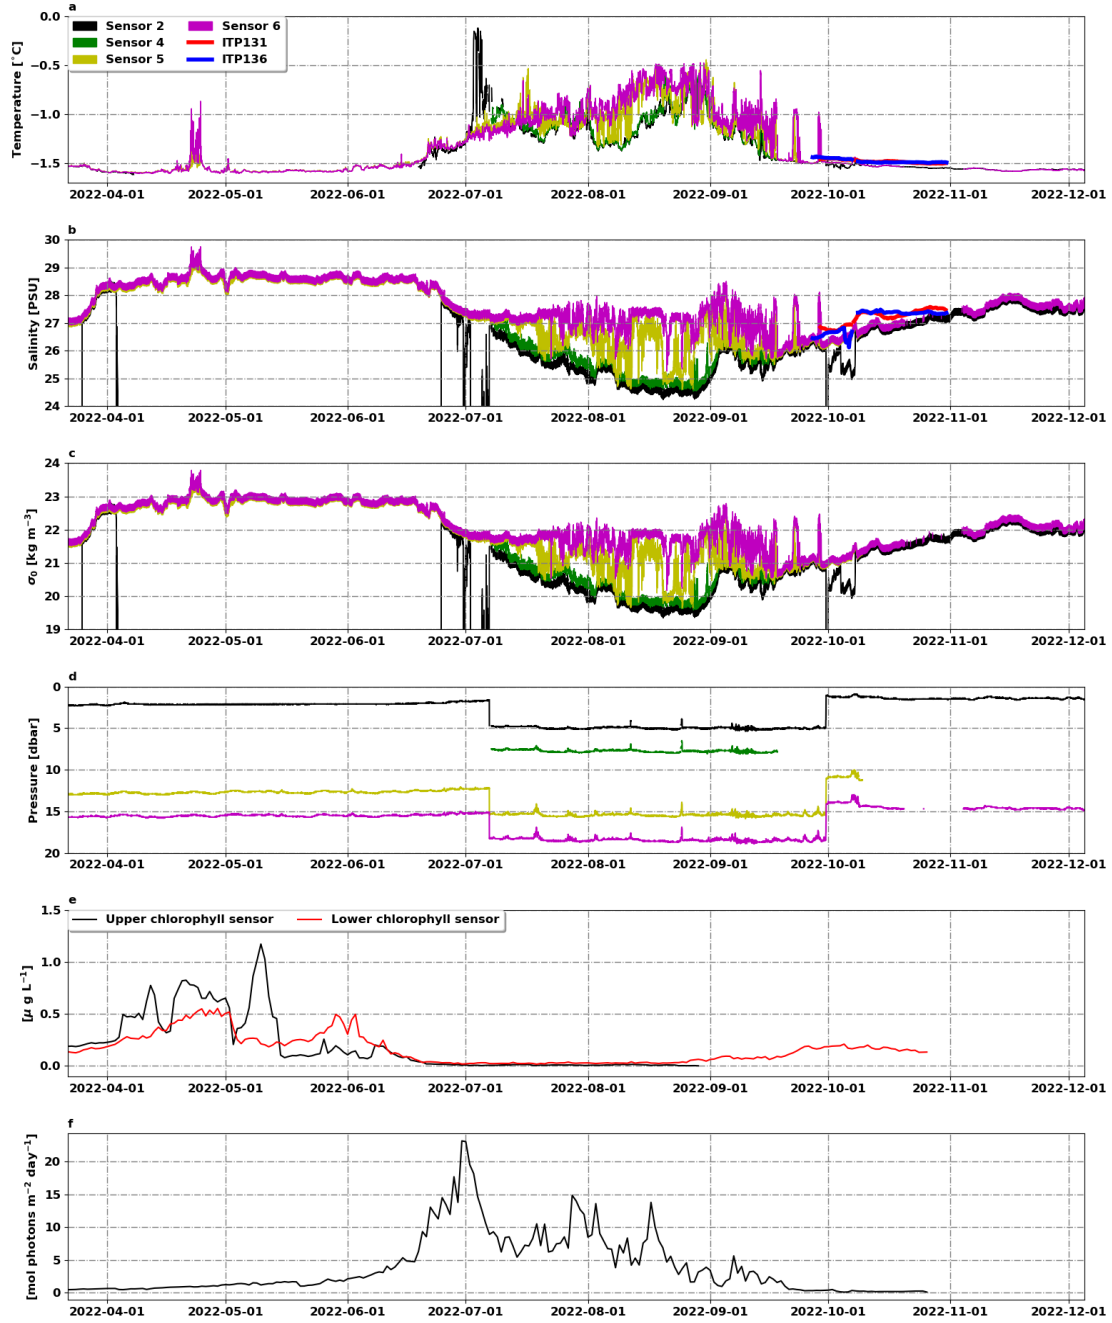 a
Temperature [°C]
0.0
−0.5
−1.0
−1.5
Sensor 2
Sensor 4
Sensor 5
Sensor 6
ITP131
ITP136
2022-04-01 2022-05-01 2022-06-01 2022-07-01 2022-08-01 2022-09-01 2022-10-01 2022-11-01 2022-12-01
b
Salinity [PSU]
30
29
28
27
26
25
24
2022-04-01 2022-05-01 2022-06-01 2022-07-01 2022-08-01 2022-09-01 2022-10-01 2022-11-01 2022-12-01
c
σ₀ [Kg m⁻³]
24
23
22
21
20
19
2022-04-01 2022-05-01 2022-06-01 2022-07-01 2022-08-01 2022-09-01 2022-10-01 2022-11-01 2022-12-01
d
Pressure [dbar]
0
5
10
15
20
2022-04-01 2022-05-01 2022-06-01 2022-07-01 2022-08-01 2022-09-01 2022-10-01 2022-11-01 2022-12-01
e
[μ g L⁻¹]
1.5
1.0
0.5
0.0
Upper chlorophyll sensor
Lower chlorophyll sensor
2022-04-01 2022-05-01 2022-06-01 2022-07-01 2022-08-01 2022-09-01 2022-10-01 2022-11-01 2022-12-01
f
[mol photons m⁻² day⁻¹]
20
15
10
5
0
2022-04-01 2022-05-01 2022-06-01 2022-07-01 2022-08-01 2022-09-01 2022-10-01 2022-11-01 2022-12-01